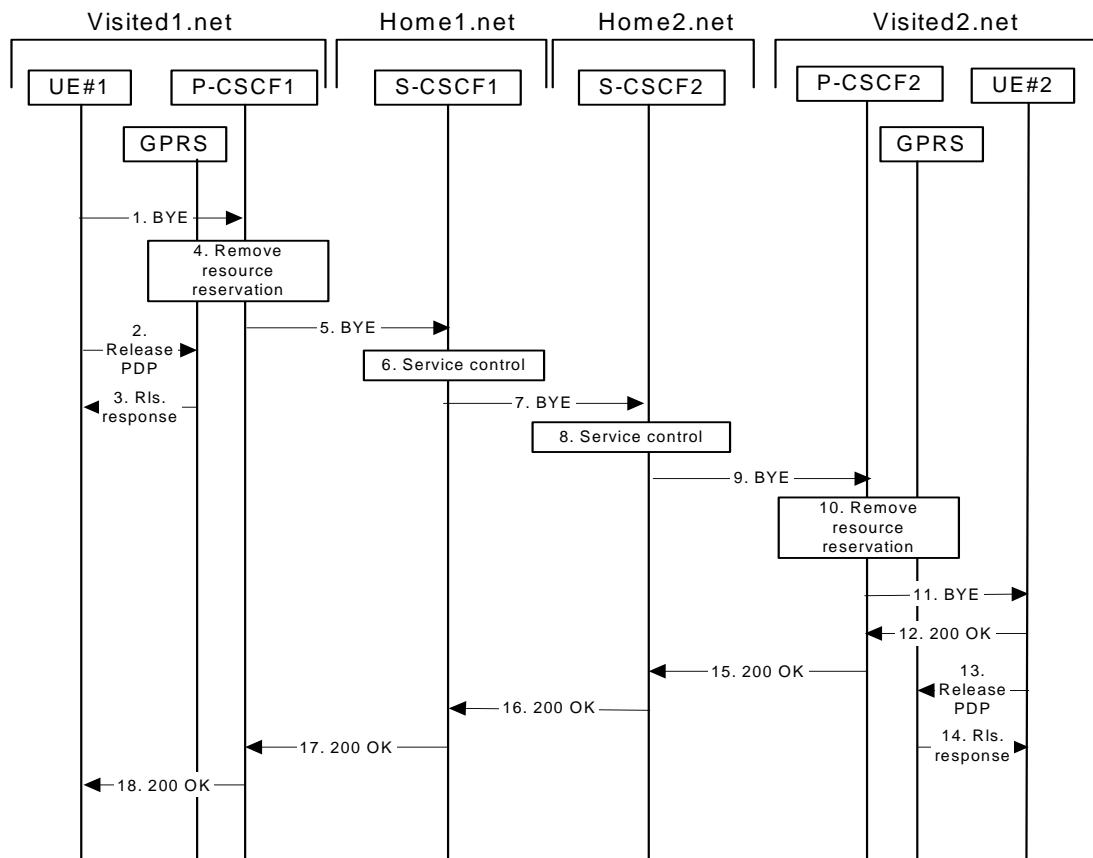 Visited1.net
Home1.net
Home2.net
Visited2.net
UE#1
P-CSCF1
S-CSCF1
S-CSCF2
P-CSCF2
UE#2
GPRS
GPRS
1. BYE
4. Remove
resource
reservation
5. BYE
2.
Release
PDP
6. Service control
3. Rls.
response
7. BYE
8. Service control
9. BYE
10. Remove
resource
reservation
11. BYE
12. 200 OK
15. 200 OK
13.
Release
PDP
16. 200 OK
17. 200 OK
14. Rls.
response
18. 200 OK